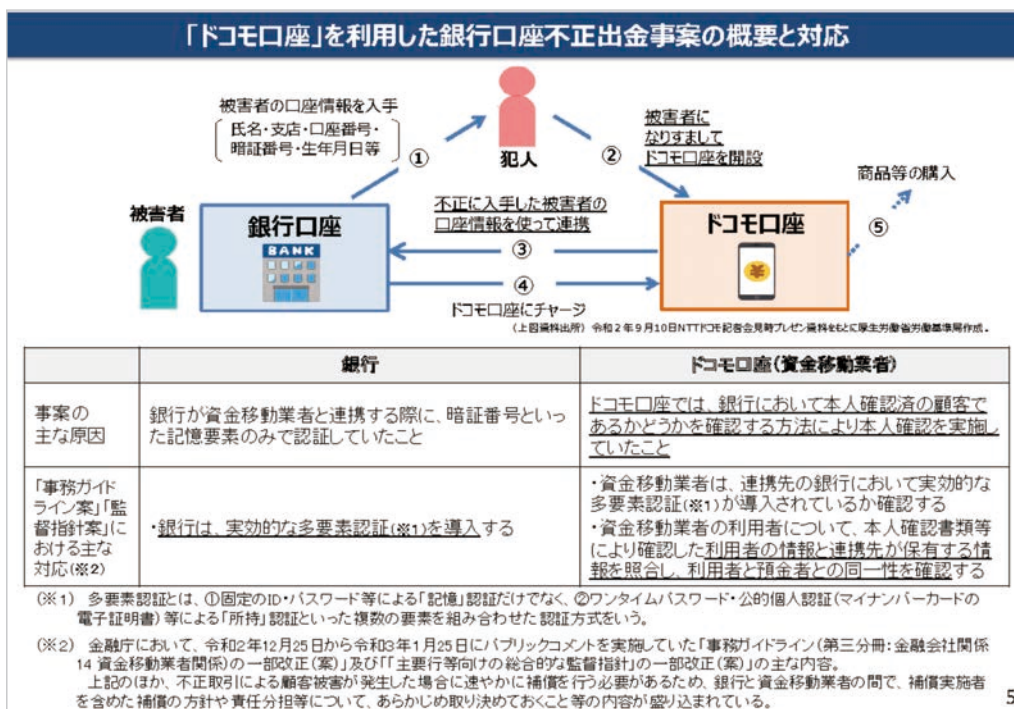 「ドコモ口座」を利用した銀行口座不正出金事案の概要と対応
被害者の口座情報を入手
氏名・支店・口座番号・
暗証番号・生年月日等
①
犯人
②
被害者に
なりすまして
ドコモ口座を開設
商品等の購入
⑤
被害者
銀行口座
BANK
不正に入手した被害者の
口座情報を使って連携
③
④
ドコモ口座にチャージ
ドコモ口座
¥
(上図資料出所)令和2年9月10日NTTドコモ記者会見時プレゼン資料をもとに厚生労働省労働基準局作成。
銀行
ドコモ口座(資金移動業者)
事案の
主な原因
銀行が資金移動業者と連携する際に、暗証番号といっ
た記憶要素のみで認証していたこと
ドコモ口座では、銀行において本人確認済の顧客で
あるかどうかを確認する方法により本人確認を実施し
ていたこと
「事務ガイド
ライン案」「監
督指針案」に
おける主な
対応(※2)
・銀行は、実効的な多要素認証(※1)を導入する
・資金移動業者は、連携先の銀行において実効的な
多要素認証(※1)が導入されているか確認する
・資金移動業者の利用者について、本人確認書類等
により確認した利用者の情報と連携先が保有する情
報を照合し、利用者と預金者との同一性を確認する
(※1) 多要素認証とは、①固定のID・パスワード等による「記憶」認証だけでなく、②ワンタイムパスワード・公的個人認証(マイナンバーカードの
電子証明書)等による「所持」認証といった複数の要素を組み合わせた認証方式をいう。
(※2) 金融庁において、令和2年12月25日から令和3年1月25日にパブリックコメントを実施していた「事務ガイドライン(第三分冊:金融会社関係
14 資金移動業者関係)の一部改正(案)」及び「「主要行等向けの総合的な監督指針」の一部改正(案)」の主な内容。
上記のほか、不正取引による顧客被害が発生した場合に速やかに補償を行う必要があるため、銀行と資金移動業者の間で、補償実施者
を含めた補償の方針や責任分担等について、あらかじめ取り決めておくこと等の内容が盛り込まれている。
5